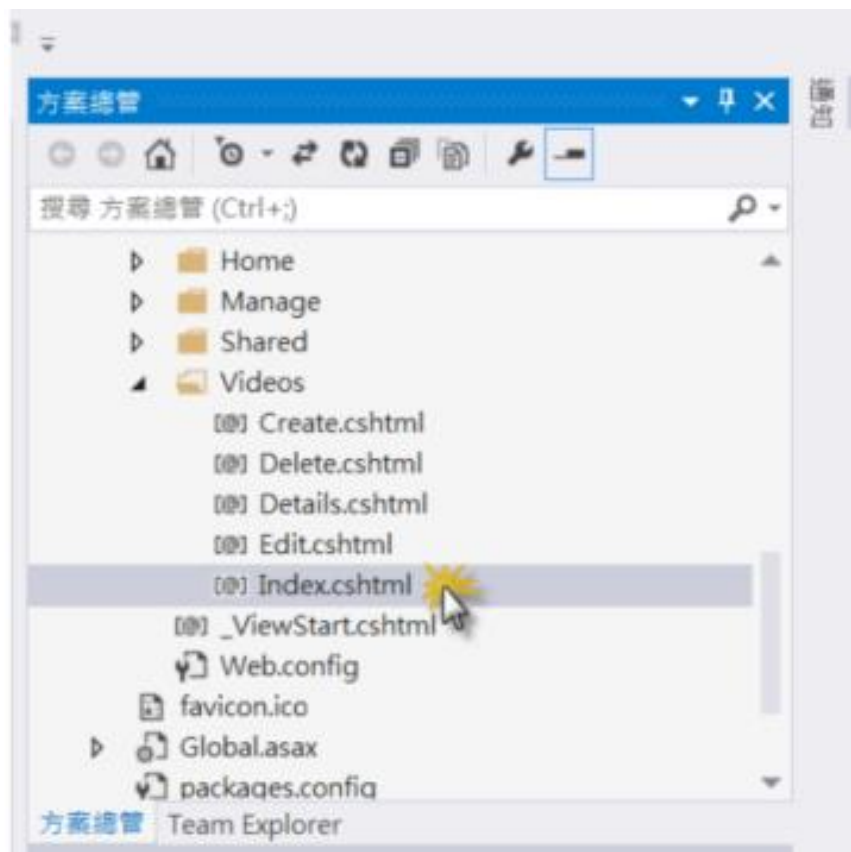 方案總管
通知
搜尋 方案總管 (Ctrl+;)
Home
Manage
Shared
Videos
[@] Create.cshtml
[@] Delete.cshtml
[@] Details.cshtml
[@] Edit.cshtml
[@] Index.cshtml
[@] _ViewStart.cshtml
Web.config
favicon.ico
Global.asax
packages.config
方案總管 Team Explorer